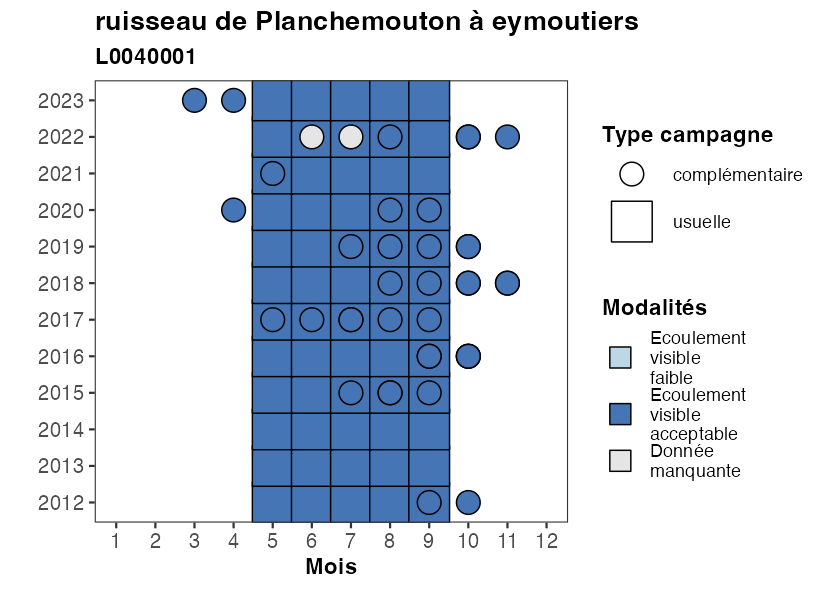 ruisseau de Planchemouton à eymoutiers
L0040001
2023
2022
2021
2020
2019
2018
2017
2016
2015
2014
2013
2012
1 2 3 4 5 6 7 8 9 10 11 12
Mois
Type campagne
complémentaire
usuelle
Modalités
Ecoulement
visible
faible
Ecoulement
visible
acceptable
Donnée
manquante